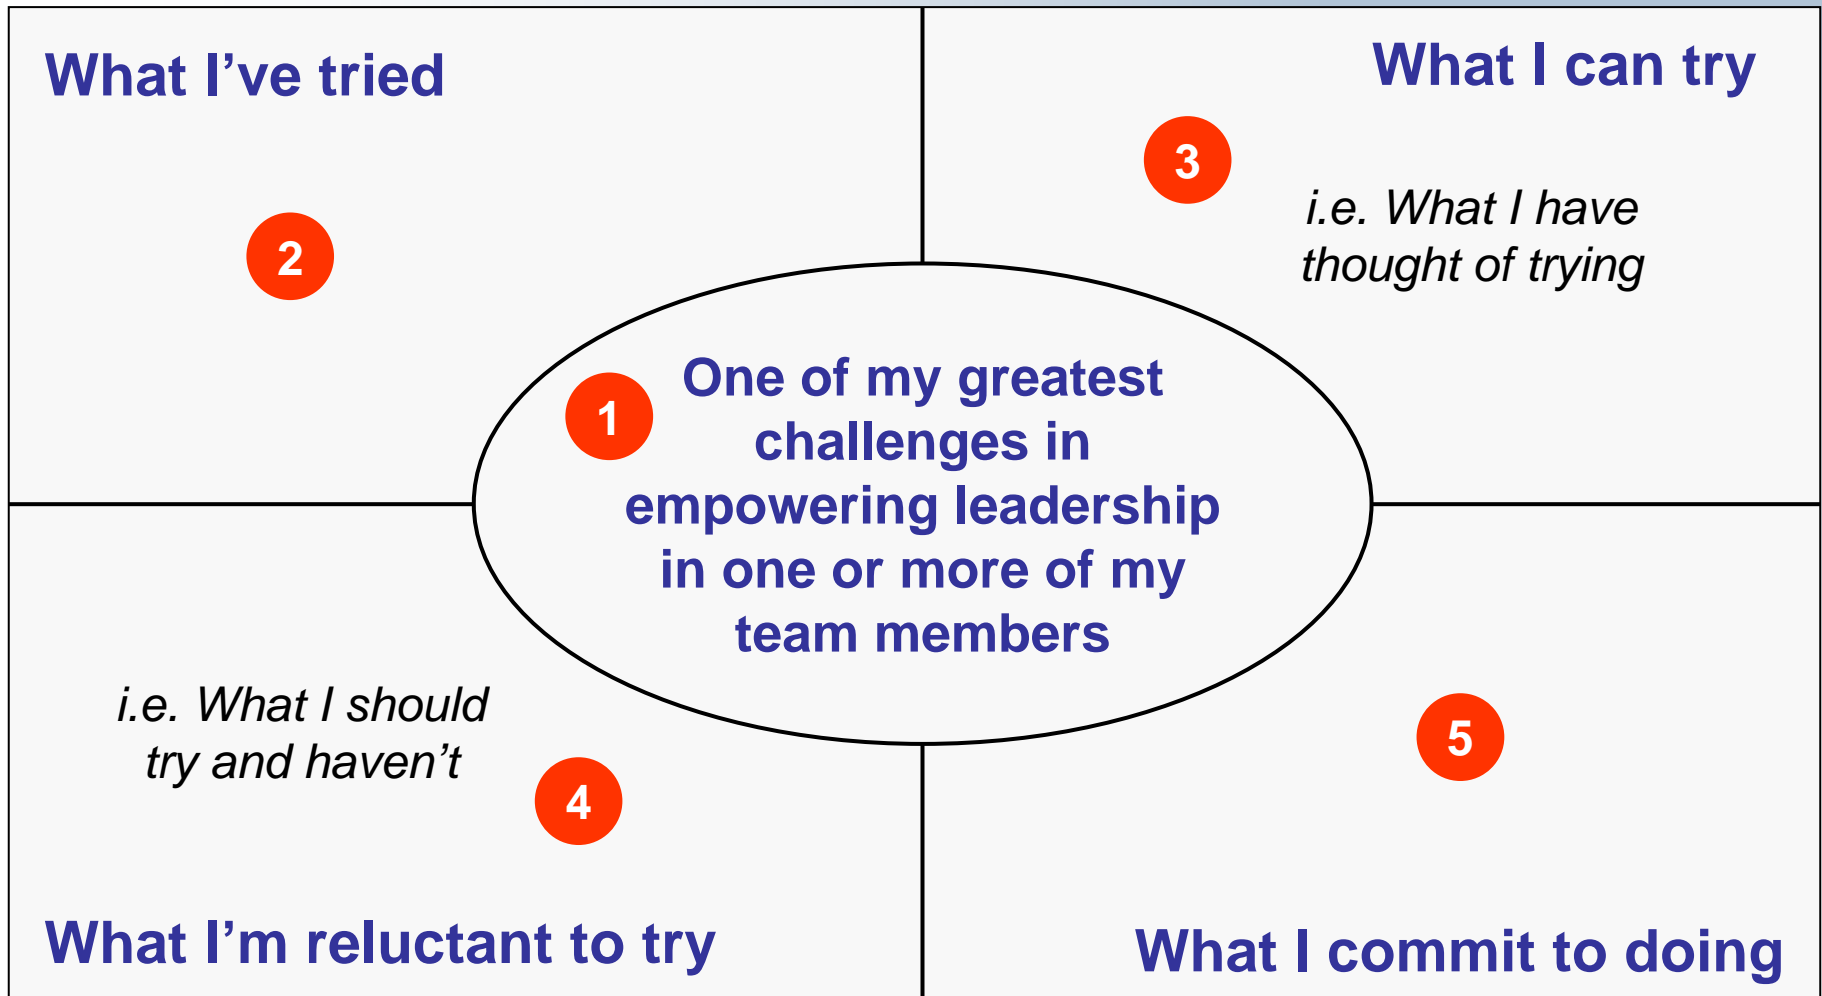 What I’ve tried
2
What I can try
3
i.e. What I have
thought of trying
1
One of my greatest
challenges in
empowering leadership
in one or more of my
team members
i.e. What I should
try and haven’t
4
What I’m reluctant to try
5
What I commit to doing